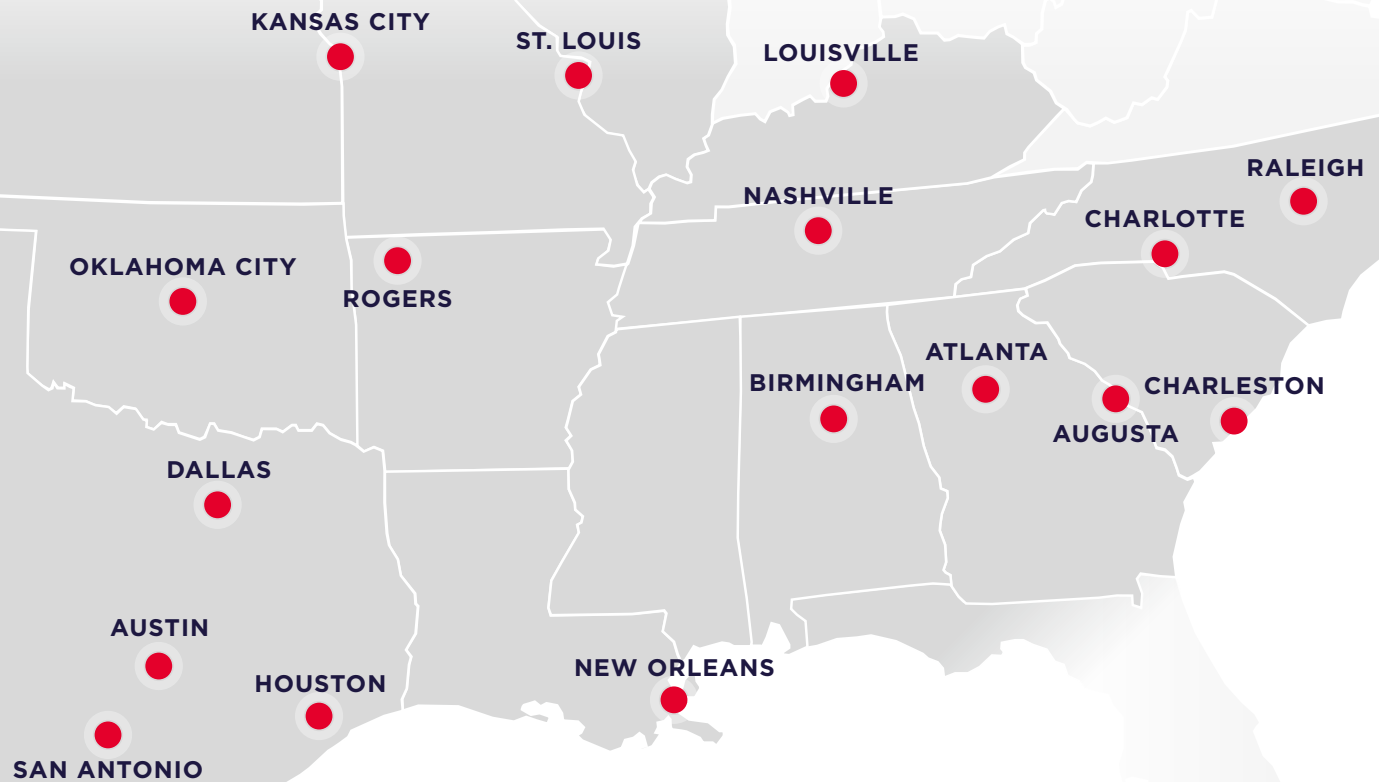 KANSAS CITY
ST. LOUIS
LOUISVILLE
RALEIGH
NASHVILLE
CHARLOTTE
OKLAHOMA CITY
ROGERS
ATLANTA
BIRMINGHAM
CHARLESTON
AUGUSTA
DALLAS
AUSTIN
NEW ORLEANS
HOUSTON
SAN ANTONIO